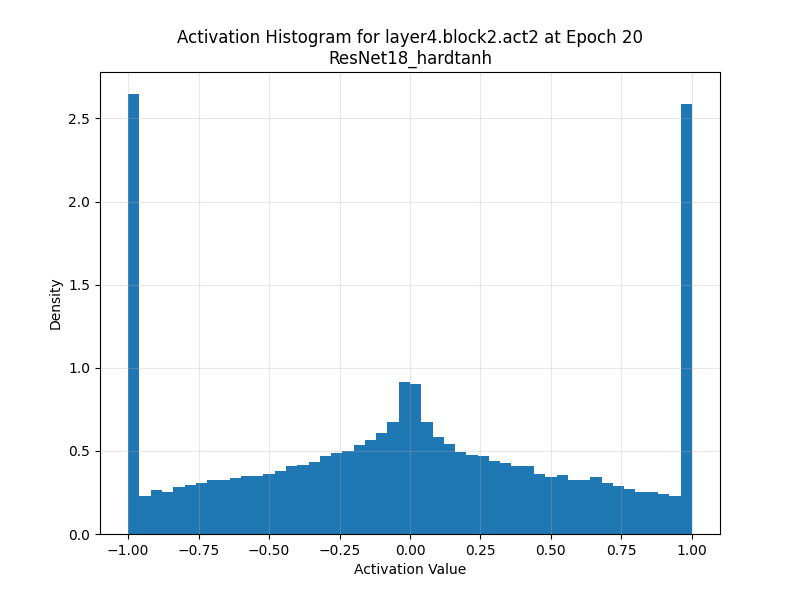 Activation Histogram for layer4.block2.act2 at Epoch 20
ResNet18_hardtanh
2.5
2.0
1.5
1.0
0.5
0.0
Density
−1.00 −0.75 −0.50 −0.25 0.00 0.25 0.50 0.75 1.00
Activation Value